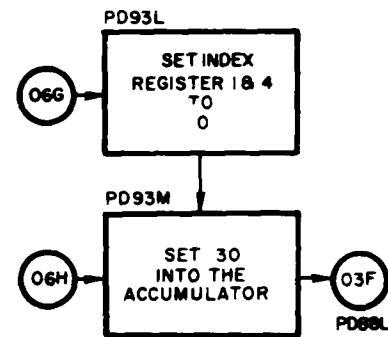 PD93L
06G
SET INDEX
REGISTER 1 & 4
TO
0
PD93M
06H
SET 30
INTO THE
ACCUMULATOR
03F
PD88L